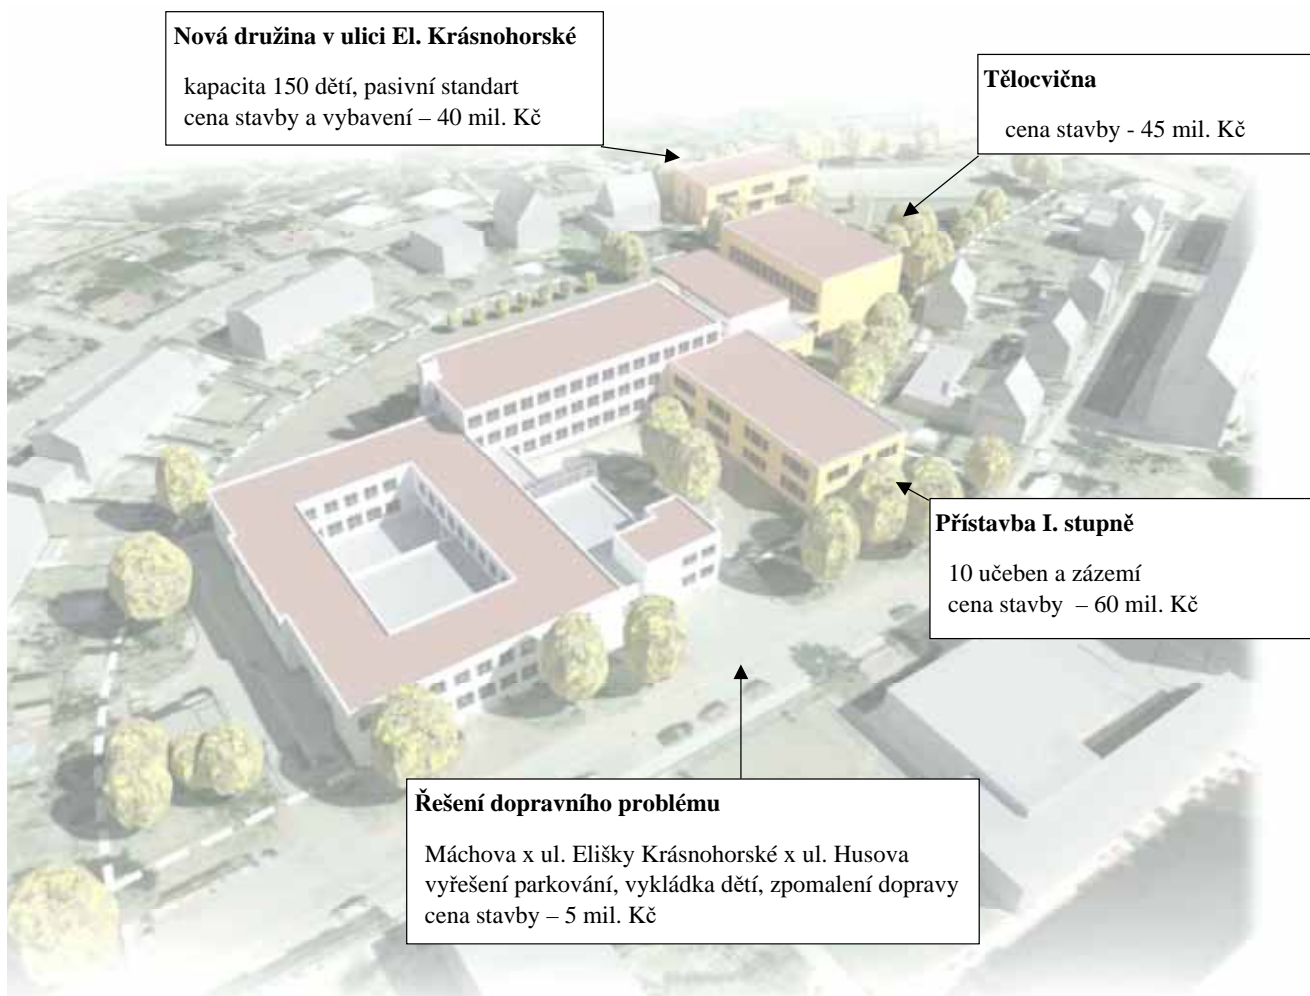 Nová družina v ulici El. Krásnohorské
kapacita 150 dětí, pasivní standart
cena stavby a vybavení – 40 mil. Kč
Tělocvična
cena stavby - 45 mil. Kč
Přístavba I. stupně
10 učeben a zázemí
cena stavby – 60 mil. Kč
Řešení dopravního problému
Máchova x ul. Elišky Krásnohorské x ul. Husova
vyřešení parkování, vykládka dětí, zpomalení dopravy
cena stavby – 5 mil. Kč